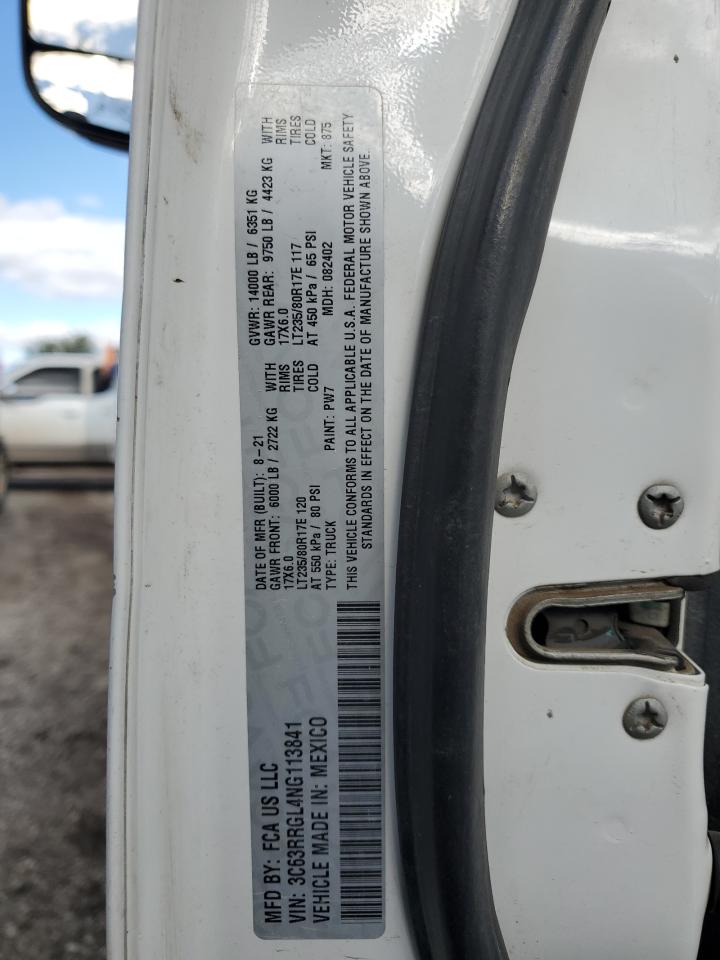 MFD BY: FCA US LLC
VIN: 3C63RRGL4NG113841
VEHICLE MADE IN: MEXICO
DATE OF MFR (BUILT): 8-21 GVWR: 14000 LB / 6351 KG
GAWR FRONT: 6000 LB / 2722 KG WITH GAWR REAR: 9750 LB / 4423 KG WITH
17X6.0 RIMS 17X6.0 RIMS
LT235/80R17E 120 TIRES LT235/80R17E 117 TIRES
AT 550 kPa / 80 PSI COLD AT 450 kPa / 65 PSI COLD
TYPE: TRUCK PAINT: PW7 MDH: 082402 MKT: 875
THIS VEHICLE CONFORMS TO ALL APPLICABLE U.S.A. FEDERAL MOTOR VEHICLE SAFETY
STANDARDS IN EFFECT ON THE DATE OF MANUFACTURE SHOWN ABOVE.